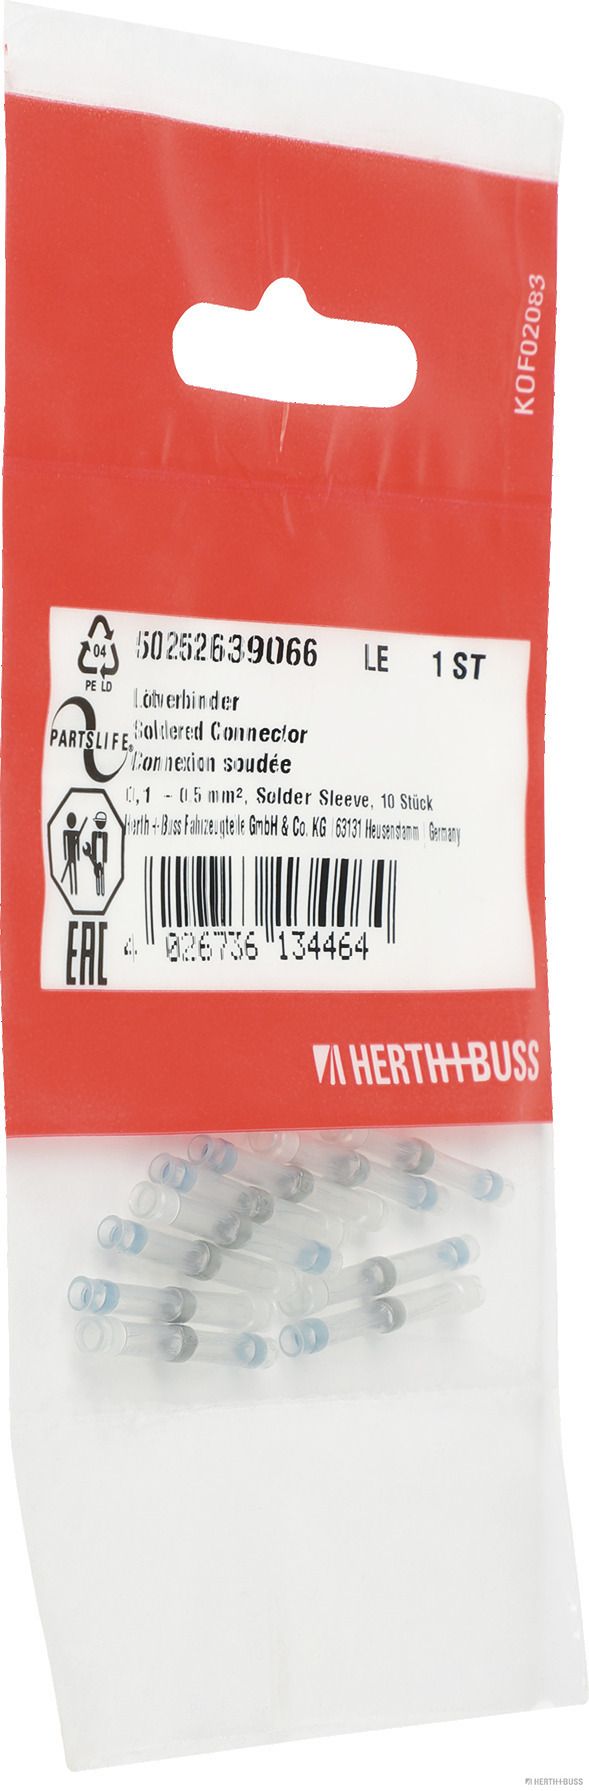 KOF02083
04
PE LD
50252639066 LE 1 ST
Lötverbinder
Soldered Connector
Connexion soudée
PARTSLIFE®
0,1 - 0,5 mm², Solder Sleeve, 10 Stück
Herth+Buss Fahrzeugteile GmbH & Co. KG | 63131 Heusenstamm | Germany
4 026736 134464
EAC
HERTH+BUSS
HERTH+BUSS